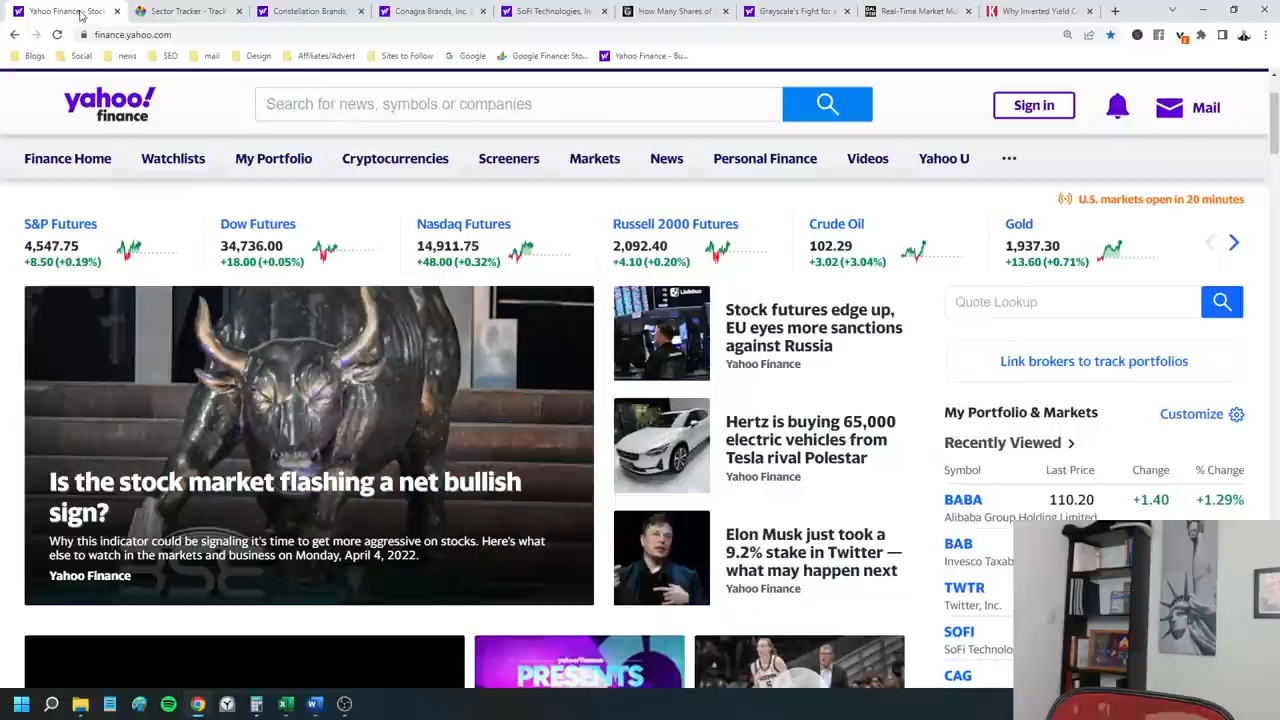 Yahoo Finance - Stock
Sector Tracker - Track
Constellation Brands,
Conagra Brands, Inc.
SoFi Technologies, In
How Many Shares of
Grayscale's Fight for
Real-Time Market Mo
Why Inverted Yield C
finance.yahoo.com
Blogs
Social
news
SEO
mail
Design
Affiliates/Advert
Sites to Follow
Google
Google Finance: Sto...
Yahoo Finance - Bu...
yahoo!
finance
Search for news, symbols or companies
Sign in
Mail
Finance Home
Watchlists
My Portfolio
Cryptocurrencies
Screeners
Markets
News
Personal Finance
Videos
Yahoo U
U.S. markets open in 20 minutes
S&P Futures
4,547.75
+8.50 (+0.19%)
Dow Futures
34,736.00
+18.00 (+0.05%)
Nasdaq Futures
14,911.75
+48.00 (+0.32%)
Russell 2000 Futures
2,092.40
+4.10 (+0.20%)
Crude Oil
102.29
+3.02 (+3.04%)
Gold
1,937.30
+13.60 (+0.71%)
Is the stock market flashing a net bullish
sign?
Why this indicator could be signaling it's time to get more aggressive on stocks. Here's what
else to watch in the markets and business on Monday, April 4, 2022.
Yahoo Finance
Stock futures edge up,
EU eyes more sanctions
against Russia
Yahoo Finance
Hertz is buying 65,000
electric vehicles from
Tesla rival Polestar
Yahoo Finance
Elon Musk just took a
9.2% stake in Twitter —
what may happen next
Yahoo Finance
Quote Lookup
Link brokers to track portfolios
My Portfolio & Markets
Customize
Recently Viewed
Symbol Last Price Change % Change
BABA 110.20 +1.40 +1.29%
Alibaba Group Holding Limited
BAB
Invesco Taxab
TWTR
Twitter, Inc.
SOFI
SoFi Technolo
CAG
yahoo/finance
PRESENTS